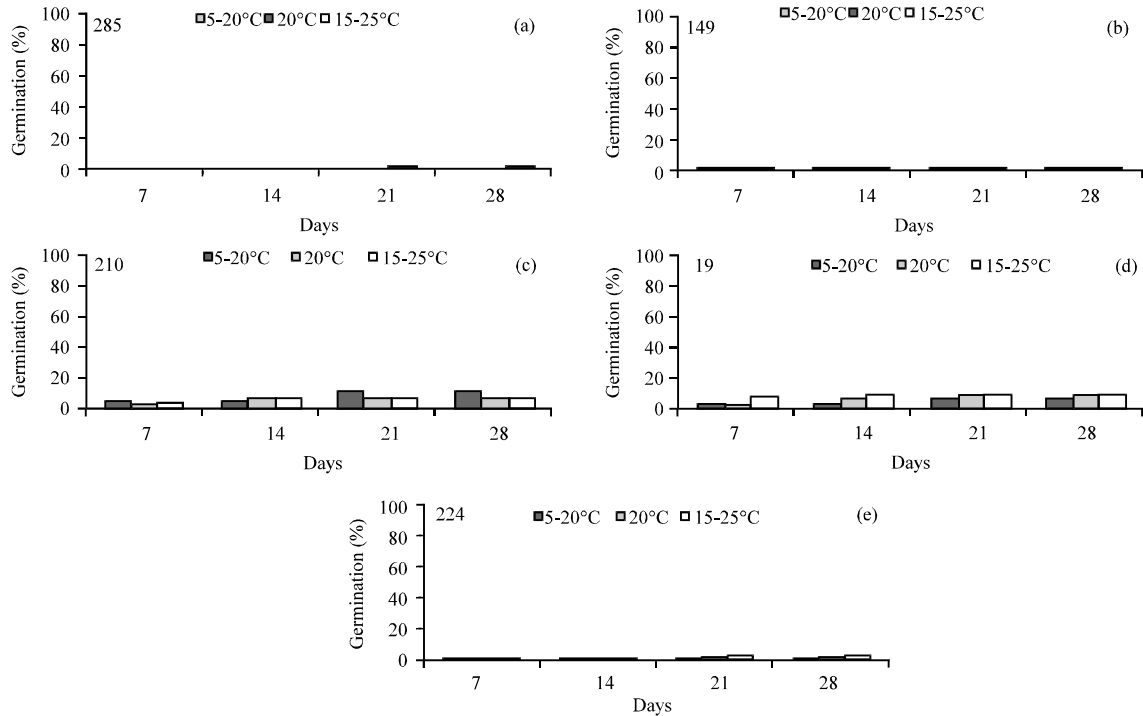 285
5-20°C 20°C 15-25°C
(a)
Germination (%)
100
80
60
40
20
0
7 14 21 28
Days
149
5-20°C 20°C 15-25°C
(b)
Germination (%)
100
80
60
40
20
0
7 14 21 28
Days
210
5-20°C 20°C 15-25°C
(c)
Germination (%)
100
80
60
40
20
0
7 14 21 28
Days
19
5-20°C 20°C 15-25°C
(d)
Germination (%)
100
80
60
40
20
0
7 14 21 28
Days
224
5-20°C 20°C 15-25°C
(e)
Germination (%)
100
80
60
40
20
0
7 14 21 28
Days